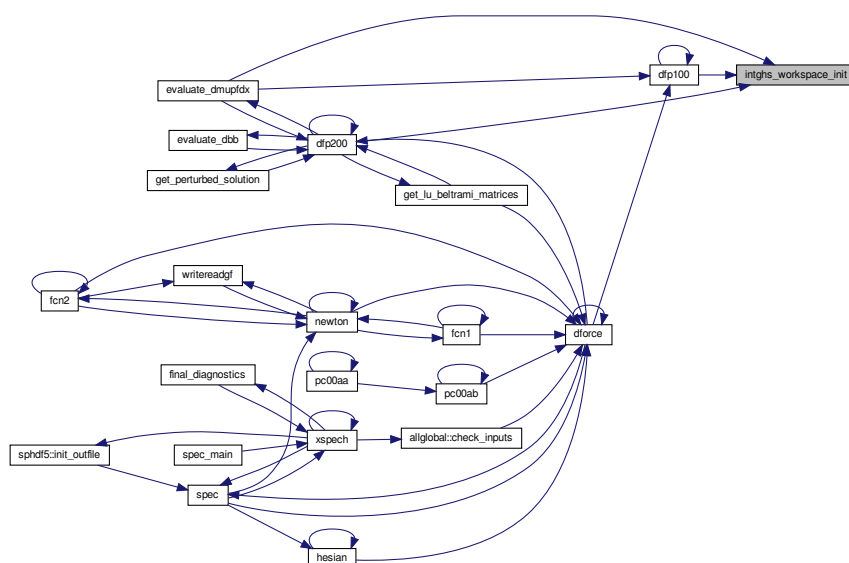 intghs_workspace_init
dfp100
evaluate_dmupfdx
evaluate_dbb
dfp200
get_perturbed_solution
get_lu_beltrami_matrices
writereadgf
fcn2
newton
fcn1
dforce
final_diagnostics
pc00aa
pc00ab
allglobal::check_inputs
xspech
sphdf5::init_outfile
spec_main
spec
hesian